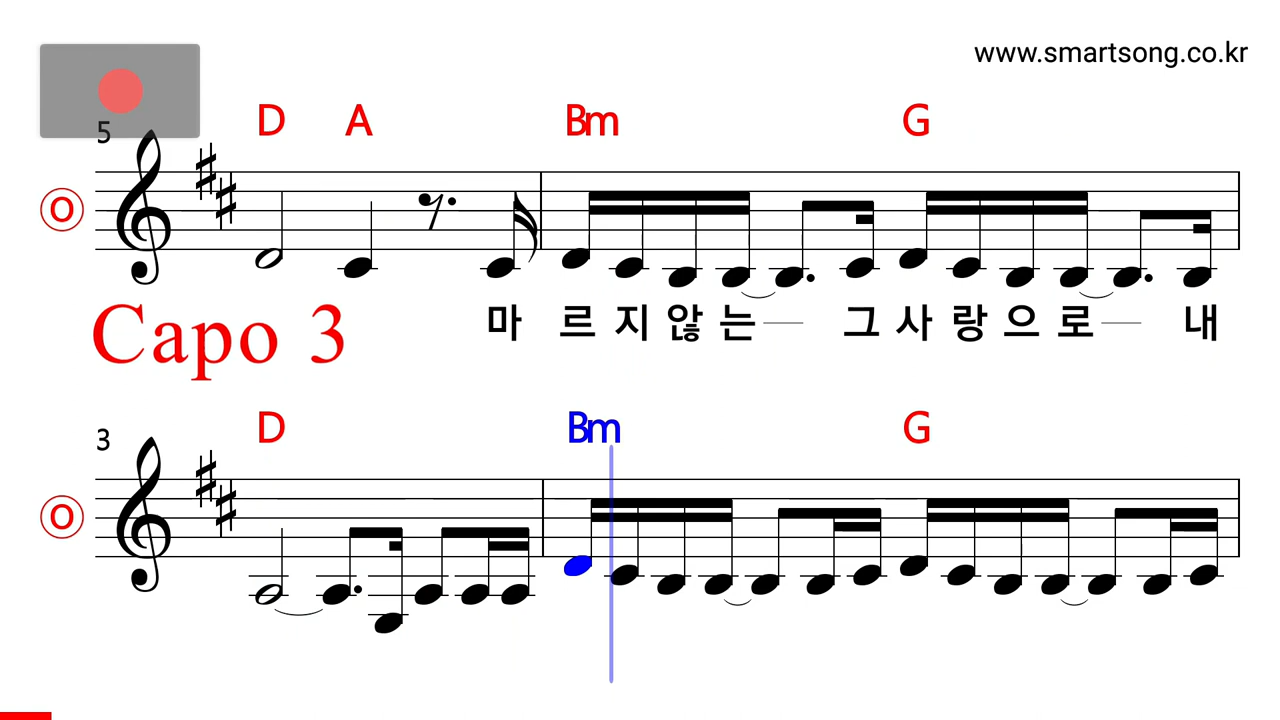 www.smartsong.co.kr
D A Bm G
5
O
마 르 지 않 는 그 사 랑 으 로 내
Capo 3
D Bm G
3
O